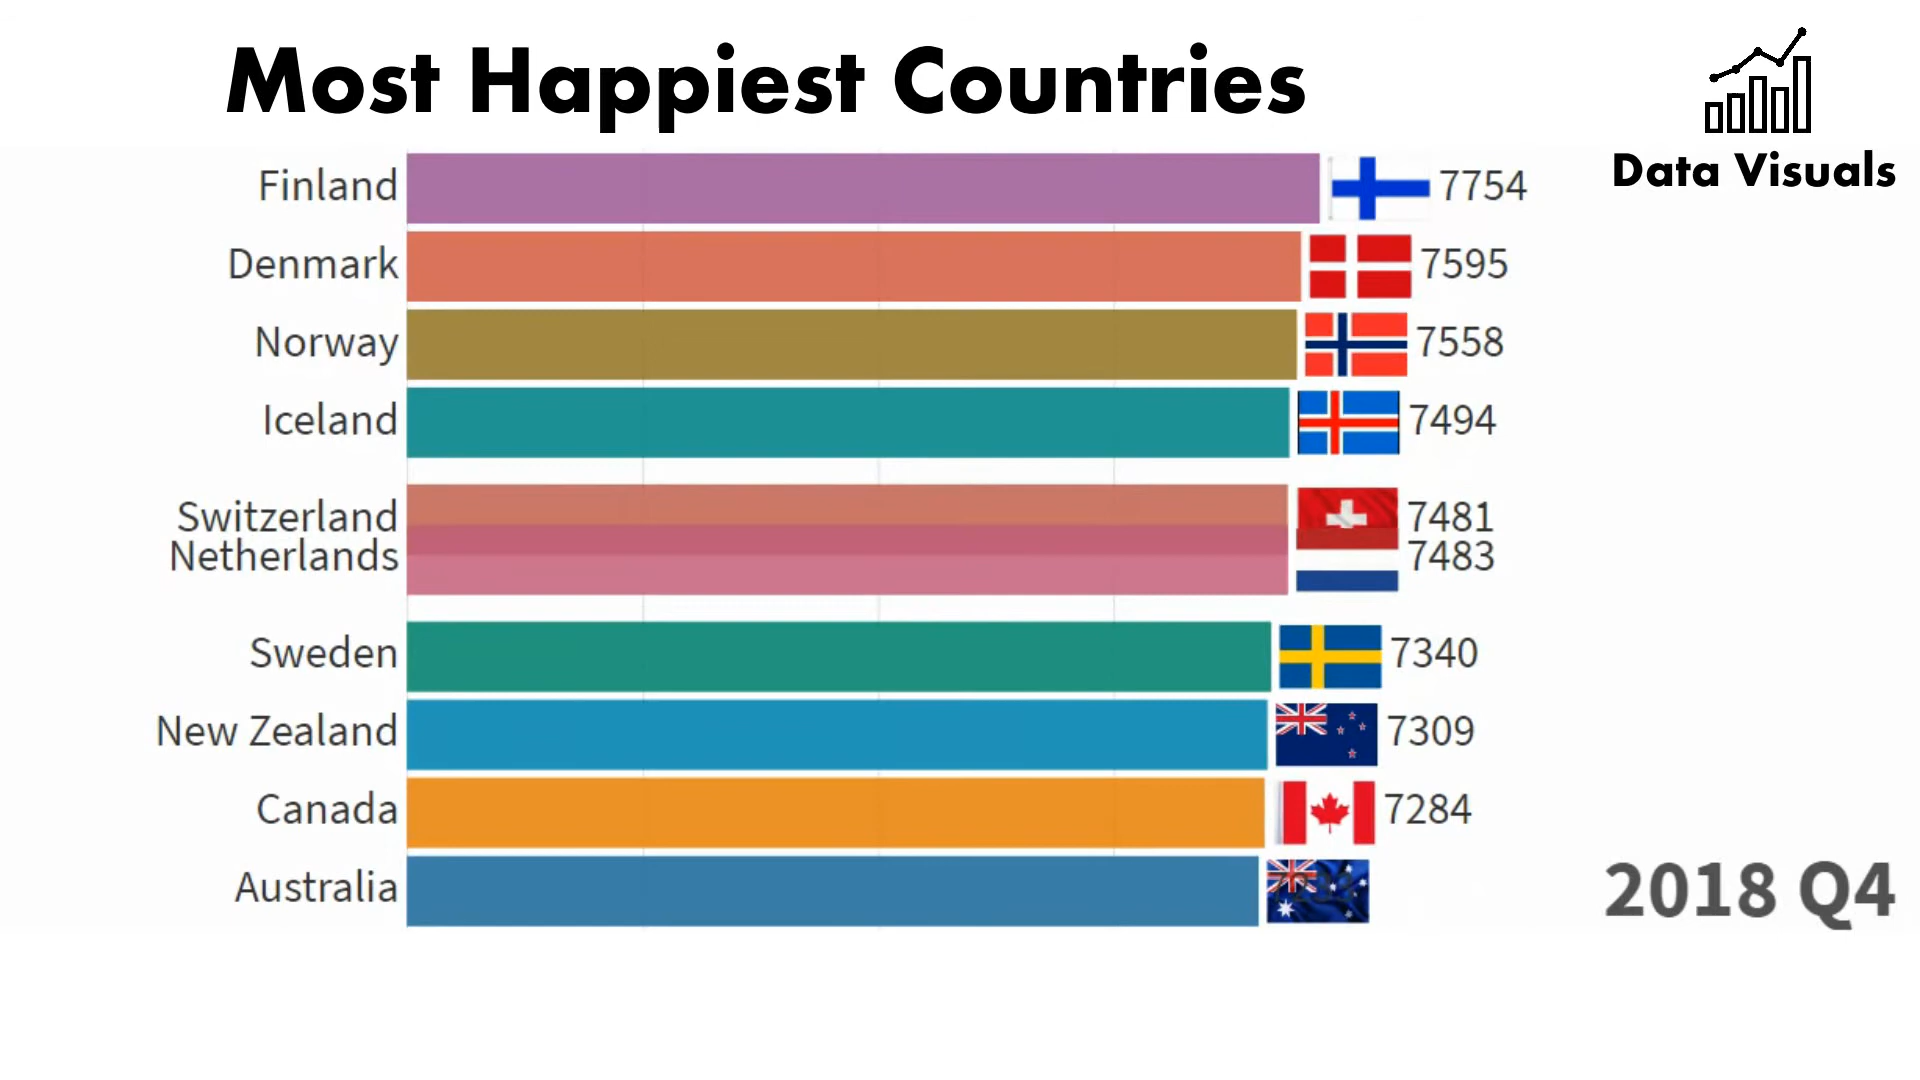 Most Happiest Countries
Data Visuals
Finland 7754
Denmark 7595
Norway 7558
Iceland 7494
Switzerland 7481
Netherlands 7483
Sweden 7340
New Zealand 7309
Canada 7284
Australia
2018 Q4